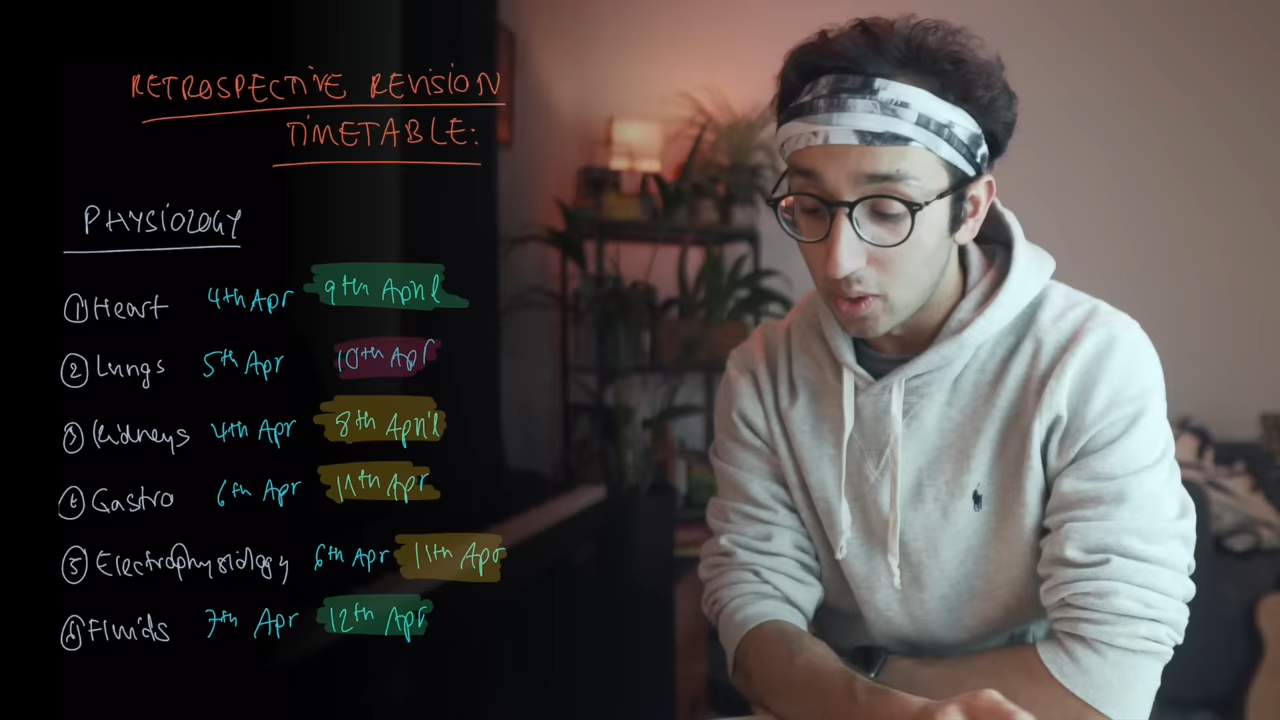 RETROSPECTIVE REVISION
TIMETABLE:
PHYSIOLOGY
① Heart 4th Apr 9th April
② Lungs 5th Apr 10th Apr
③ Kidneys 4th Apr 8th April
④ Gastro 6th Apr 11th Apr
⑤ Electrophysiology 6th Apr 11th Apr
⑥ Fluids 7th Apr 12th Apr